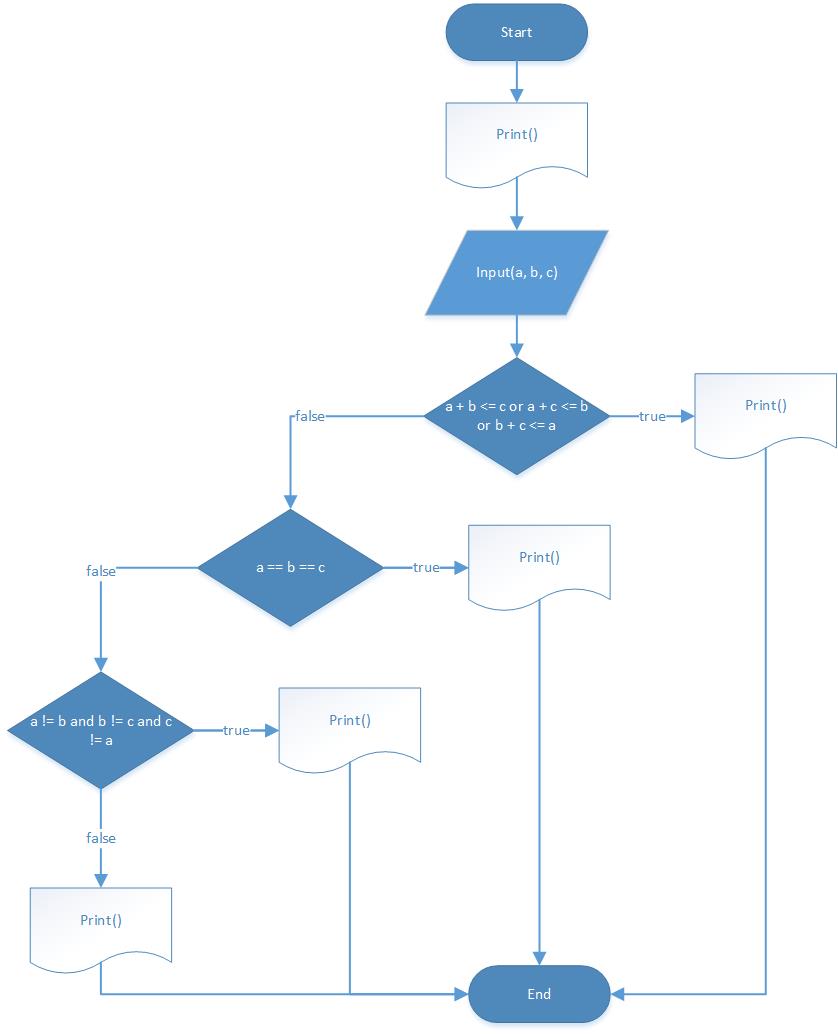 Start
Print()
Input(a, b, c)
a + b <= c or a + c <= b
or b + c <= a
true
Print()
false
a == b == c
true
Print()
false
a != b and b != c and c
!= a
true
Print()
false
Print()
End